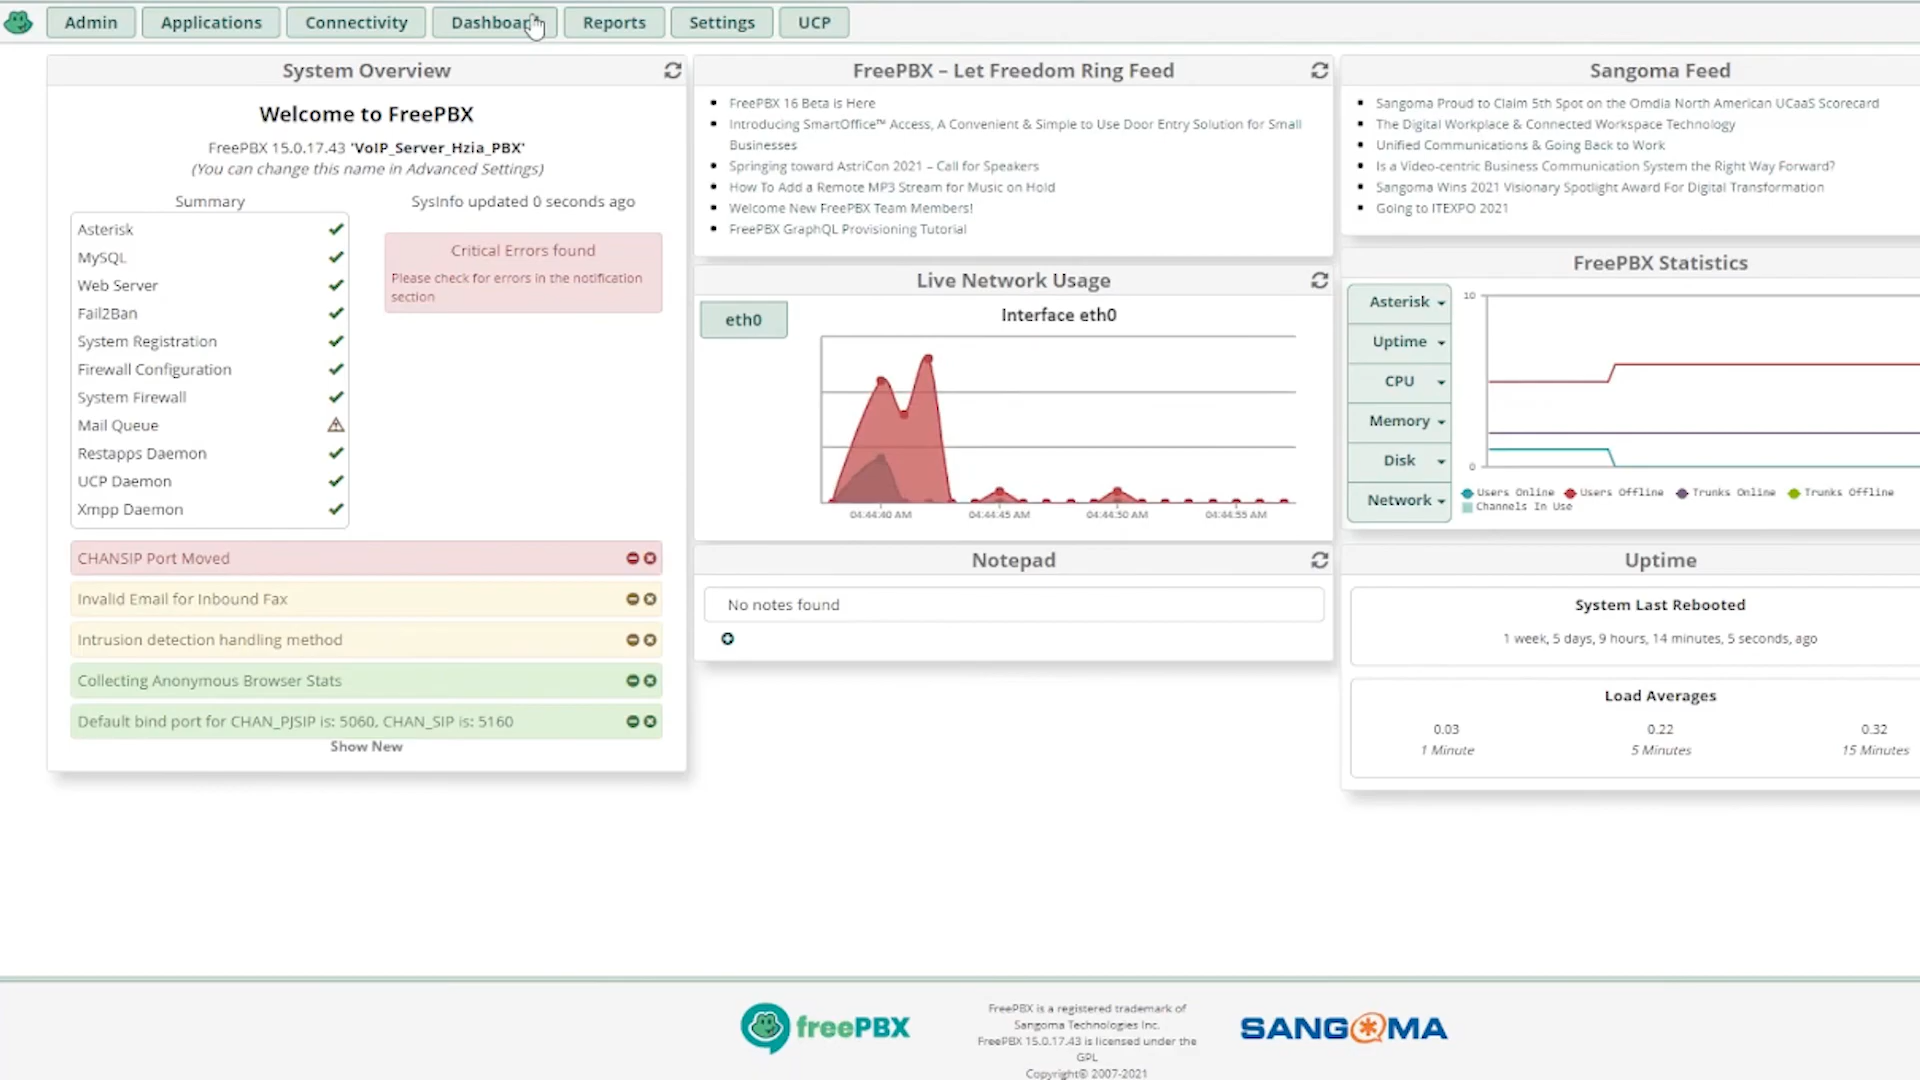 Admin
Applications
Connectivity
Dashboard
Reports
Settings
UCP
System Overview
Welcome to FreePBX
FreePBX 15.0.17.43 'VoIP_Server_Hzia_PBX'
(You can change this name in Advanced Settings)
Summary
Asterisk
MySQL
Web Server
Fail2Ban
System Registration
Firewall Configuration
System Firewall
Mail Queue
Restapps Daemon
UCP Daemon
Xmpp Daemon
SysInfo updated 0 seconds ago
Critical Errors found
Please check for errors in the notification
section
CHANSIP Port Moved
Invalid Email for Inbound Fax
Intrusion detection handling method
Collecting Anonymous Browser Stats
Default bind port for CHAN_PJSIP is: 5060, CHAN_SIP is: 5160
Show New
FreePBX – Let Freedom Ring Feed
FreePBX 16 Beta is Here
Introducing SmartOffice™ Access, A Convenient & Simple to Use Door Entry Solution for Small
Businesses
Springing toward AstriCon 2021 – Call for Speakers
How To Add a Remote MP3 Stream for Music on Hold
Welcome New FreePBX Team Members!
FreePBX GraphQL Provisioning Tutorial
Live Network Usage
eth0
Interface eth0
04:44:40 AM
04:44:45 AM
04:44:50 AM
04:44:55 AM
Notepad
No notes found
Sangoma Feed
Sangoma Proud to Claim 5th Spot on the Omdia North American UCaaS Scorecard
The Digital Workplace & Connected Workspace Technology
Unified Communications & Going Back to Work
Is a Video-centric Business Communication System the Right Way Forward?
Sangoma Wins 2021 Visionary Spotlight Award For Digital Transformation
Going to ITEXPO 2021
FreePBX Statistics
Asterisk
Uptime
CPU
Memory
Disk
Network
10
0
Users Online
Users Offline
Trunks Online
Trunks Offline
Channels In Use
Uptime
System Last Rebooted
1 week, 5 days, 9 hours, 14 minutes, 5 seconds, ago
Load Averages
0.03
0.22
0.32
1 Minute
5 Minutes
15 Minutes
freePBX
FreePBX is a registered trademark of
Sangoma Technologies Inc.
FreePBX 15.0.17.43 is licensed under the
GPL
Copyright© 2007-2021
SANGOMA